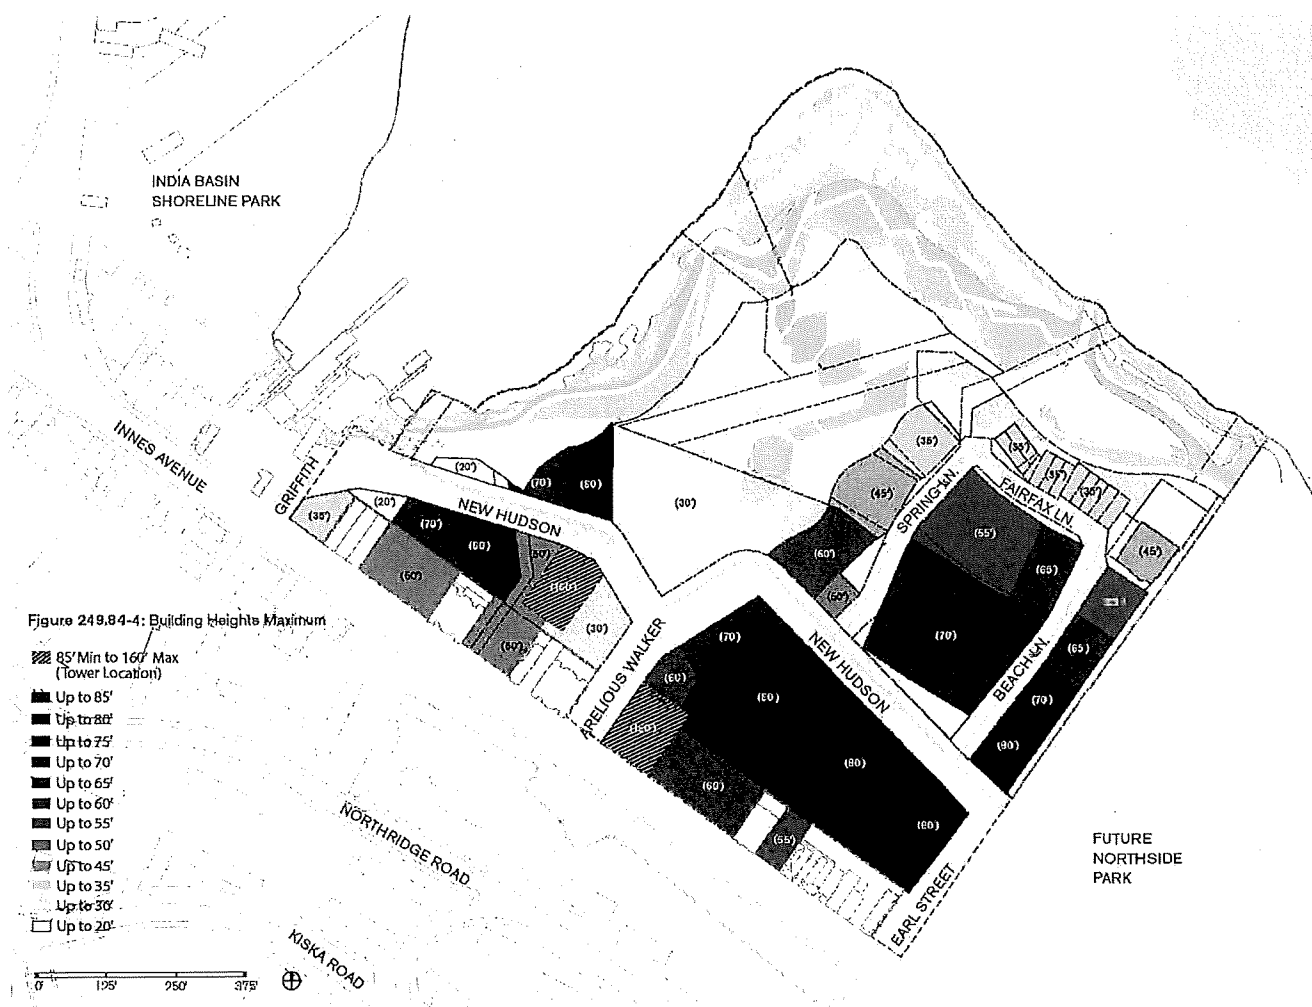 INDIA BASIN
SHORELINE PARK
INNES AVENUE
GRIFFITH
NEW HUDSON
(20')
(20')
(35')
(70')
(30')
(35')
(45')
SPRING LN.
FAIRFAX LN.
(35')
(35')
(45')
(70')
(60')
(55')
(65')
(30')
(60')
(70')
BEACH LN.
(65')
(70')
(80')
ARELIOUS WALKER
(70')
NEW HUDSON
(80')
(80')
(80')
(60')
(55')
EARL STREET
FUTURE
NORTHSIDE
PARK
NORTHRIDGE ROAD
KISKA ROAD
Figure 249.84-4: Building Heights Maximum
85' Min to 160' Max
(Tower Location)
Up to 85'
Up to 80'
Up to 75'
Up to 70'
Up to 65'
Up to 60'
Up to 55'
Up to 50'
Up to 45'
Up to 35'
Up to 30'
Up to 20'
0' 125' 250' 375'